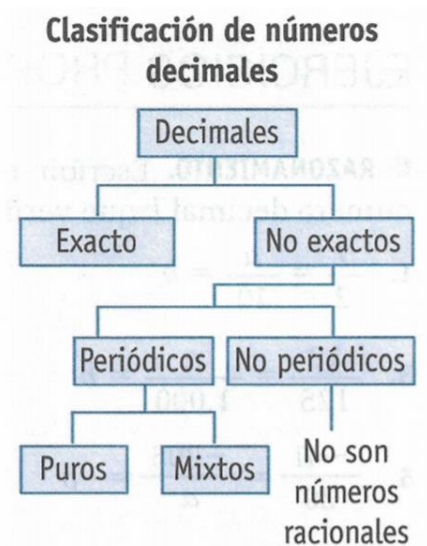 Clasificación de números
decimales
Decimales
Exacto
No exactos
Periódicos
No periódicos
Puros
Mixtos
No son
números
racionales